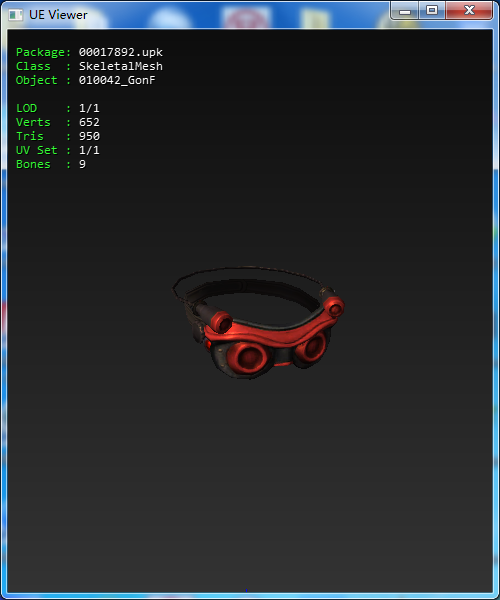 UE Viewer
Package: 00017892.upk
Class : SkeletalMesh
Object : 010042_GonF
LOD : 1/1
Verts : 652
Tris : 950
UV Set : 1/1
Bones : 9